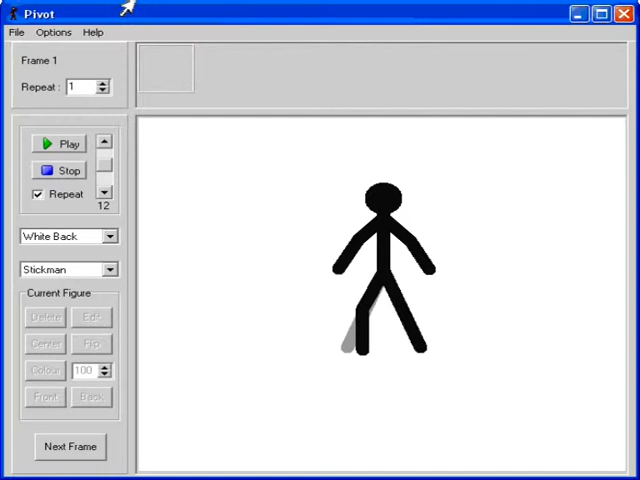 Pivot
File Options Help
Frame 1
Repeat : 1
Play
Stop
Repeat
12
White Back
Stickman
Current Figure
Delete Edit
Center Flip
Colour 100
Front Back
Next Frame